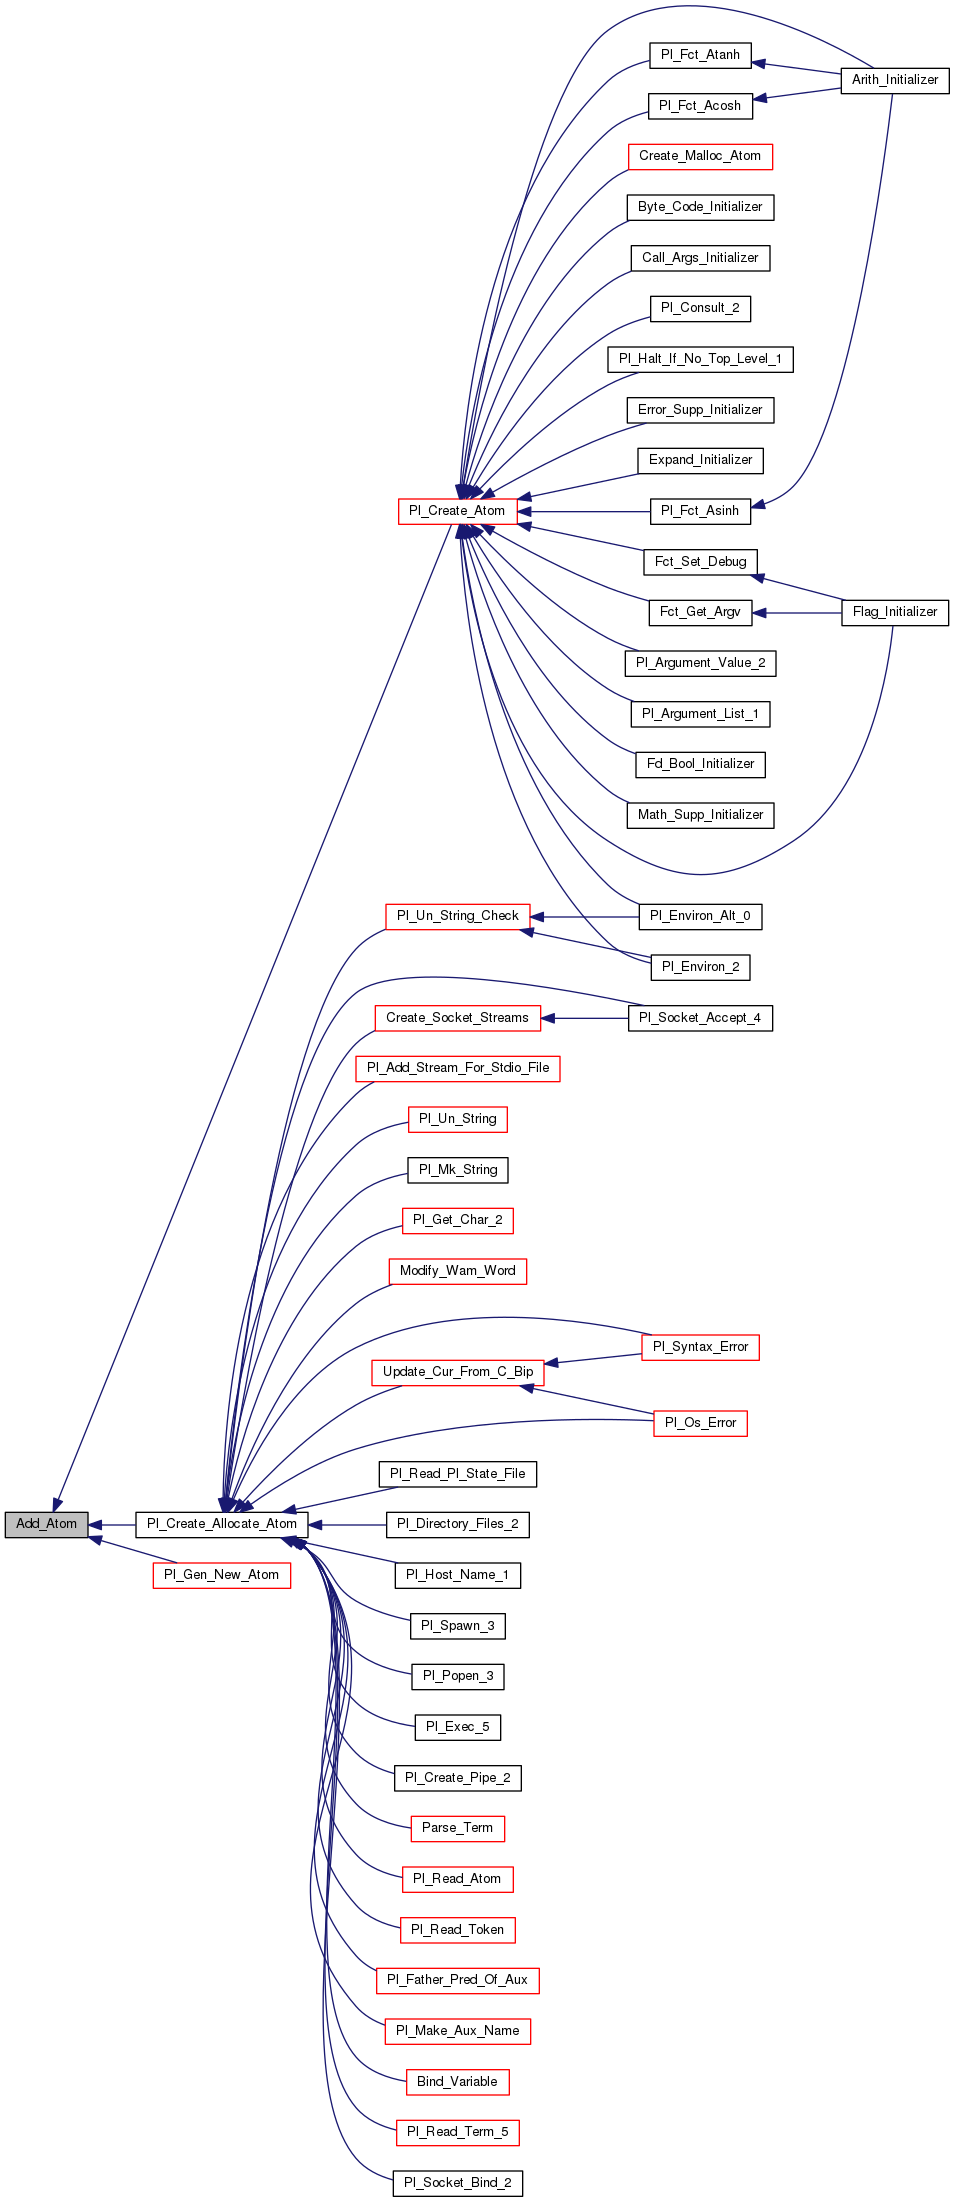 Pl_Fct_Atanh
Arith_Initializer
Pl_Fct_Acosh
Create_Malloc_Atom
Byte_Code_Initializer
Call_Args_Initializer
Pl_Consult_2
Pl_Halt_If_No_Top_Level_1
Error_Supp_Initializer
Expand_Initializer
Pl_Create_Atom
Pl_Fct_Asinh
Fct_Set_Debug
Fct_Get_Argv
Flag_Initializer
Pl_Argument_Value_2
Pl_Argument_List_1
Fd_Bool_Initializer
Math_Supp_Initializer
Pl_Un_String_Check
Pl_Environ_Alt_0
Pl_Environ_2
Create_Socket_Streams
Pl_Socket_Accept_4
Pl_Add_Stream_For_Stdio_File
Pl_Un_String
Pl_Mk_String
Pl_Get_Char_2
Modify_Wam_Word
Pl_Syntax_Error
Update_Cur_From_C_Bip
Pl_Os_Error
Pl_Read_Pl_State_File
Add_Atom
Pl_Create_Allocate_Atom
Pl_Directory_Files_2
Pl_Gen_New_Atom
Pl_Host_Name_1
Pl_Spawn_3
Pl_Popen_3
Pl_Exec_5
Pl_Create_Pipe_2
Parse_Term
Pl_Read_Atom
Pl_Read_Token
Pl_Father_Pred_Of_Aux
Pl_Make_Aux_Name
Bind_Variable
Pl_Read_Term_5
Pl_Socket_Bind_2